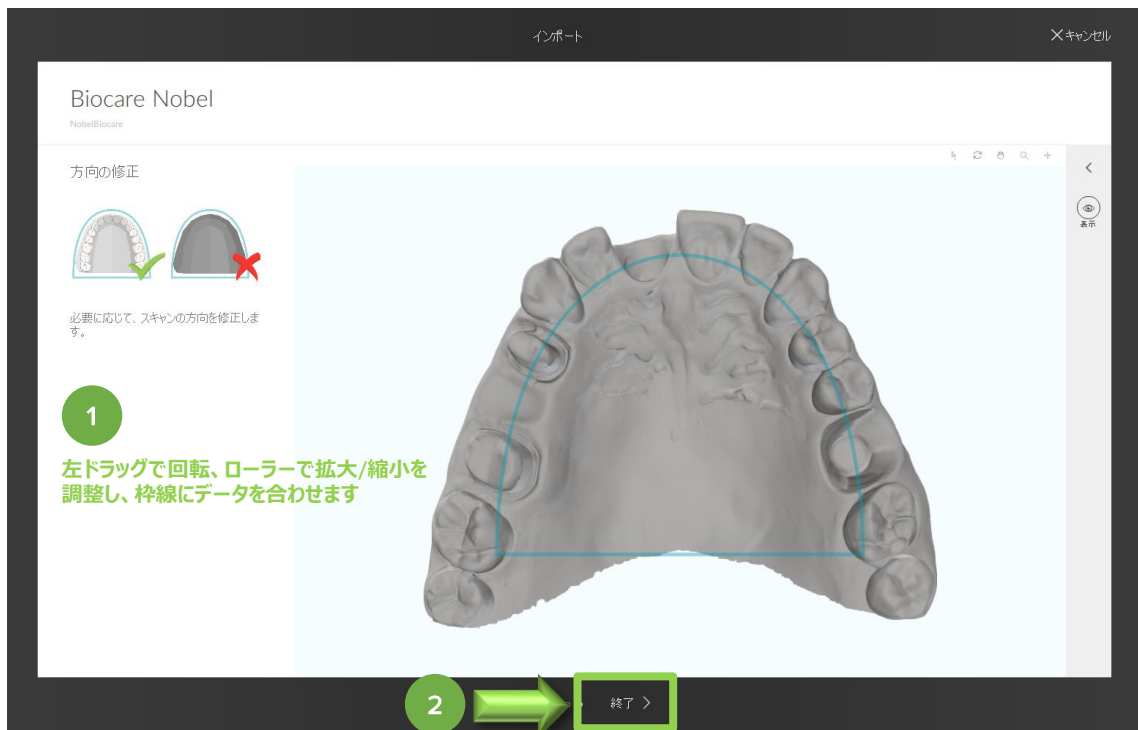 インポート
キャンセル
Biocare Nobel
NobelBiocare
方向の修正
表示
必要に応じて、スキャンの方向を修正しま
す。
1
左ドラッグで回転、ローラーで拡大/縮小を
調整し、枠線にデータを合わせます
2
終了